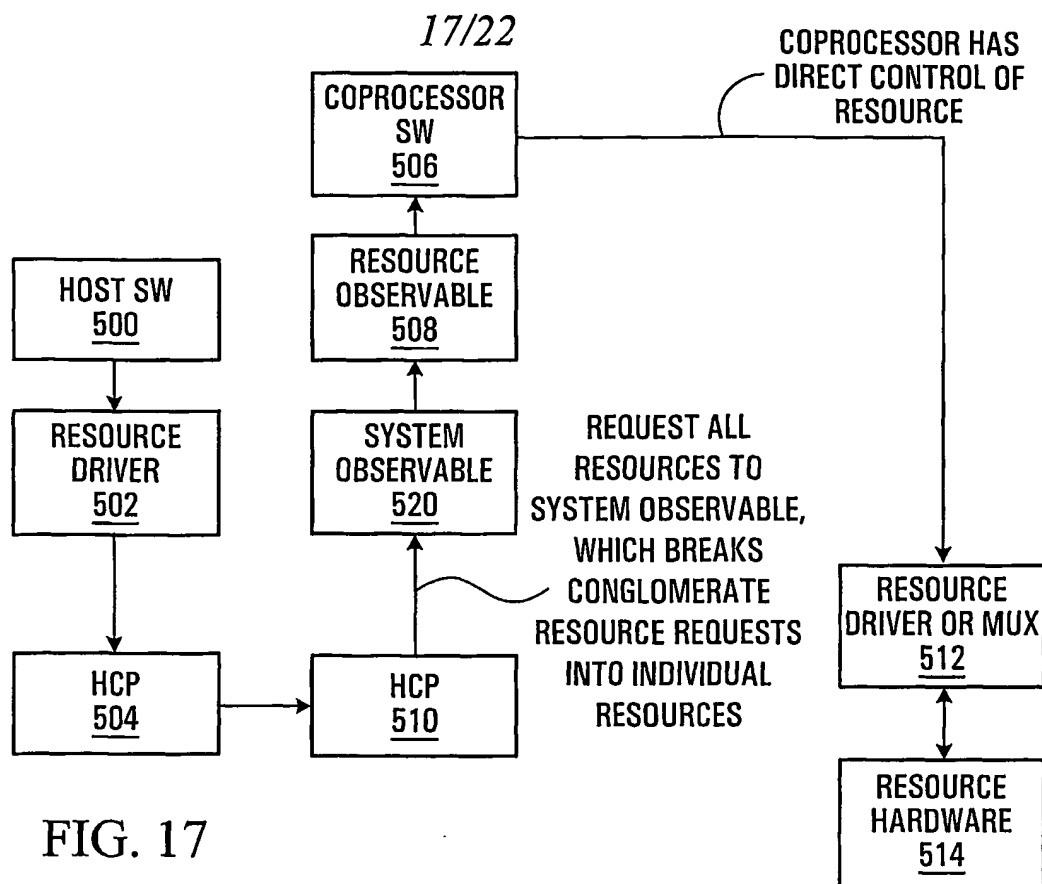 17/22
COPROCESSOR HAS
DIRECT CONTROL OF
RESOURCE
COPROCESSOR
SW
506
RESOURCE
OBSERVABLE
508
HOST SW
500
RESOURCE
DRIVER
502
SYSTEM
OBSERVABLE
520
REQUEST ALL
RESOURCES TO
SYSTEM OBSERVABLE,
WHICH BREAKS
CONGLOMERATE
RESOURCE REQUESTS
INTO INDIVIDUAL
RESOURCES
HCP
504
HCP
510
RESOURCE
DRIVER OR MUX
512
RESOURCE
HARDWARE
514
FIG. 17